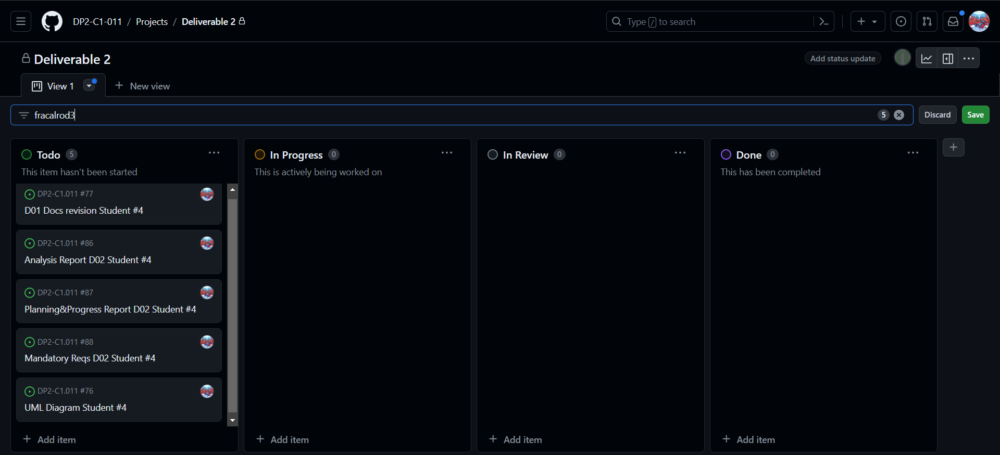 DP2-C1-011 / Projects / Deliverable 2
Type / to search
Deliverable 2
Add status update
View 1
New view
fracalrod3
5
Discard
Save
Todo 5
This item hasn't been started
DP2-C1.011 #77
D01 Docs revision Student #4
DP2-C1.011 #86
Analysis Report D02 Student #4
DP2-C1.011 #87
Planning&Progress Report D02 Student #4
DP2-C1.011 #88
Mandatory Reqs D02 Student #4
DP2-C1.011 #76
UML Diagram Student #4
Add item
In Progress 0
This is actively being worked on
Add item
In Review 0
Add item
Done 0
This has been completed
Add item